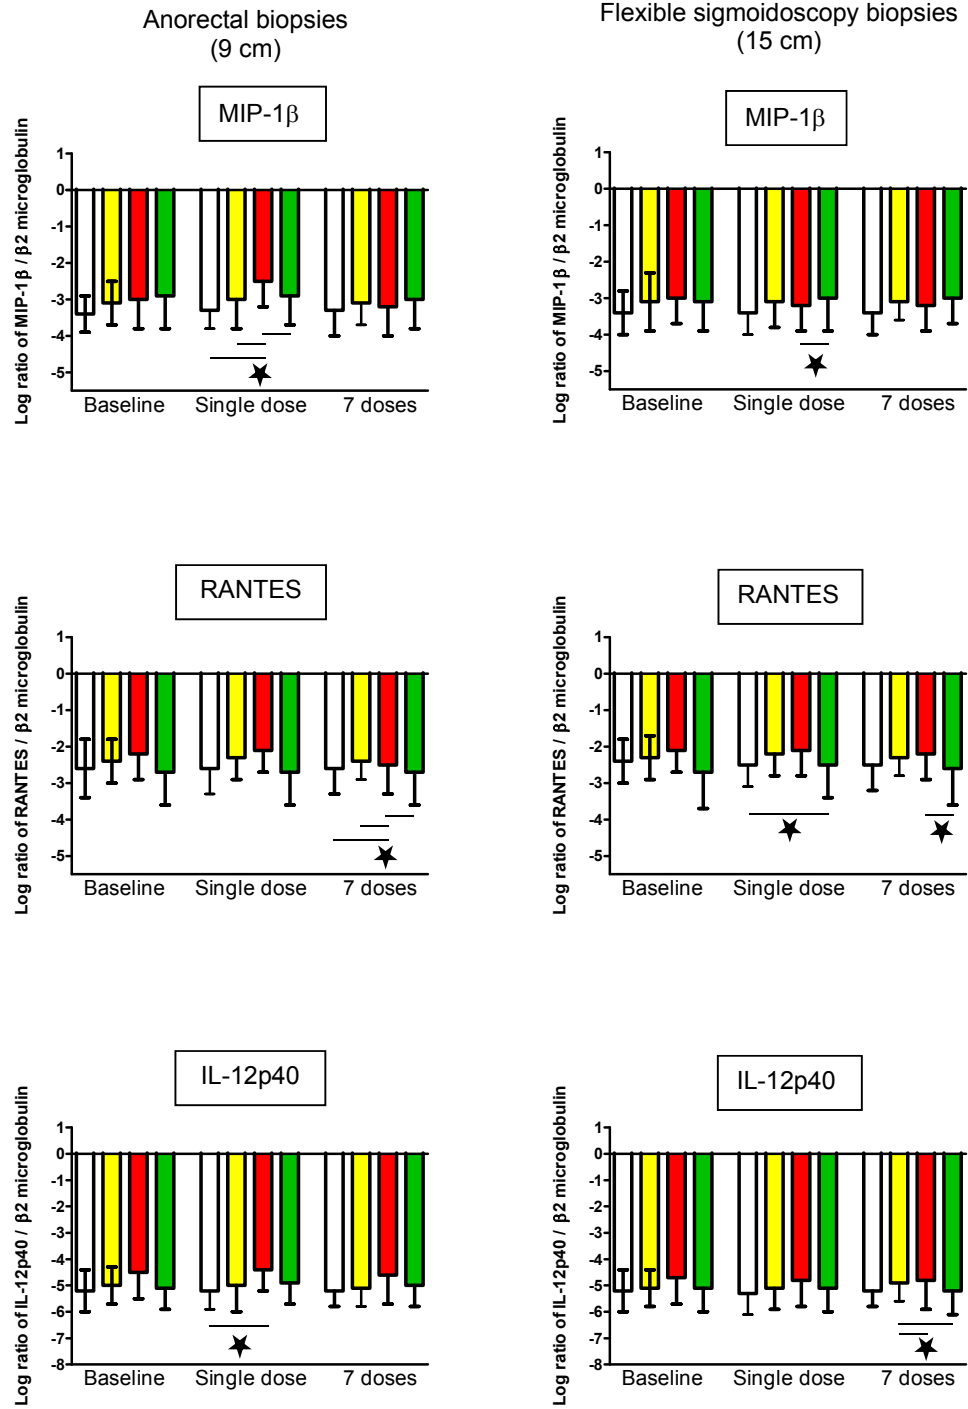 Anorectal biopsies
(9 cm)
Flexible sigmoidoscopy biopsies
(15 cm)
MIP-1β
Log ratio of MIP-1β / β2 microglobulin
1
0
-1
-2
-3
-4
-5
Baseline Single dose 7 doses
MIP-1β
Log ratio of MIP-1β / β2 microglobulin
1
0
-1
-2
-3
-4
-5
Baseline Single dose 7 doses
RANTES
Log ratio of RANTES / β2 microglobulin
1
0
-1
-2
-3
-4
-5
Baseline Single dose 7 doses
RANTES
Log ratio of RANTES / β2 microglobulin
1
0
-1
-2
-3
-4
-5
Baseline Single dose 7 doses
IL-12p40
Log ratio of IL-12p40 / β2 microglobulin
1
0
-1
-2
-3
-4
-5
-6
-7
-8
Baseline Single dose 7 doses
IL-12p40
Log ratio of IL-12p40 / β2 microglobulin
1
0
-1
-2
-3
-4
-5
-6
-7
-8
Baseline Single dose 7 doses